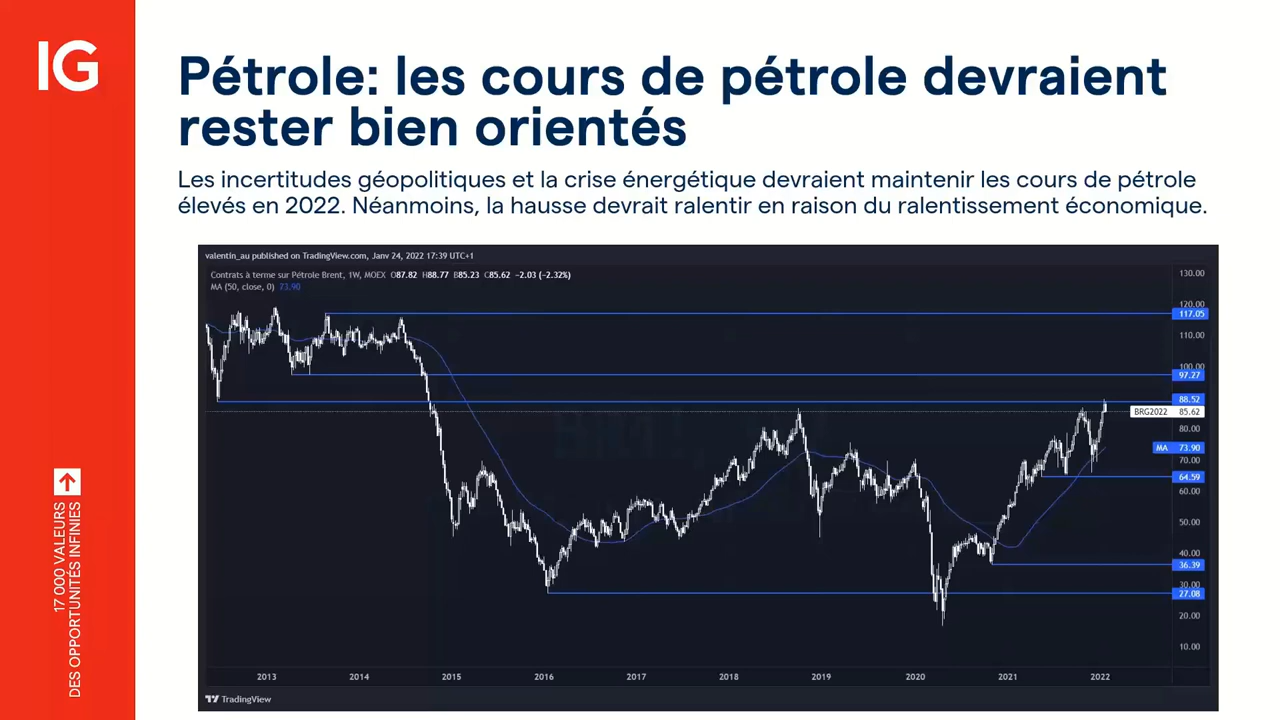 IG
Pétrole: les cours de pétrole devraient
rester bien orientés
Les incertitudes géopolitiques et la crise énergétique devraient maintenir les cours de pétrole
élevés en 2022. Néanmoins, la hausse devrait ralentir en raison du ralentissement économique.
valentin_au published on TradingView.com, Janv 24, 2022 17:39 UTC+1
Contrats à terme sur Pétrole Brent, 1W, MOEX O87.82 H88.77 B85.23 C85.62 −2.03 (−2.32%)
MA (50, close, 0) 73.90
130.00
120.00
117.05
110.00
100.00
97.27
88.52
BRG2022 85.62
80.00
MA 73.90
70.00
64.59
60.00
50.00
40.00
36.39
30.00
27.08
20.00
10.00
2013 2014 2015 2016 2017 2018 2019 2020 2021 2022
TradingView
17 000 VALEURS
DES OPPORTUNITÉS INFINIES